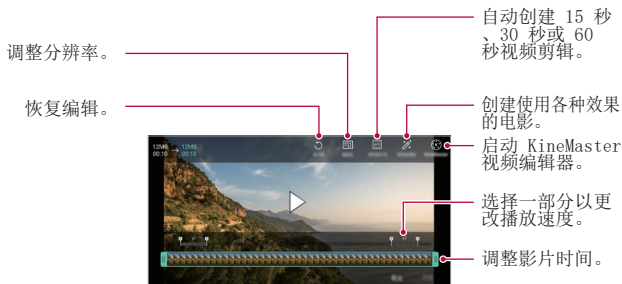 自动创建 15 秒
、30 秒或 60
秒视频剪辑。
调整分辨率。
恢复编辑。
创建使用各种效果
的电影。
启动 KineMaster
视频编辑器。
12MB
00:10
12MB
00:10
选择一部分以更
改播放速度。
调整影片时间。